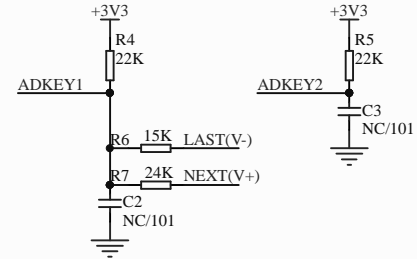 +3V3
R4
22K
ADKEY1
R6
15K
LAST(V-)
R7
24K
NEXT(V+)
C2
NC/101
+3V3
R5
22K
ADKEY2
C3
NC/101